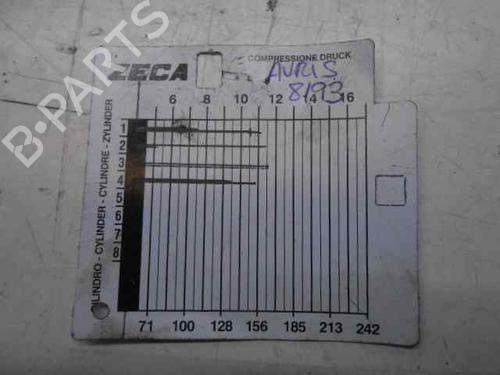 ZECA
COMPRESSIONE DRUCK
AURIS
8193
6 8 10 12 14 16
1
2
3
4
5
6
7
8
CILINDRO - CYLINDER - CYLINDRE - ZYLINDER
71 100 128 156 185 213 242
B-PARTS